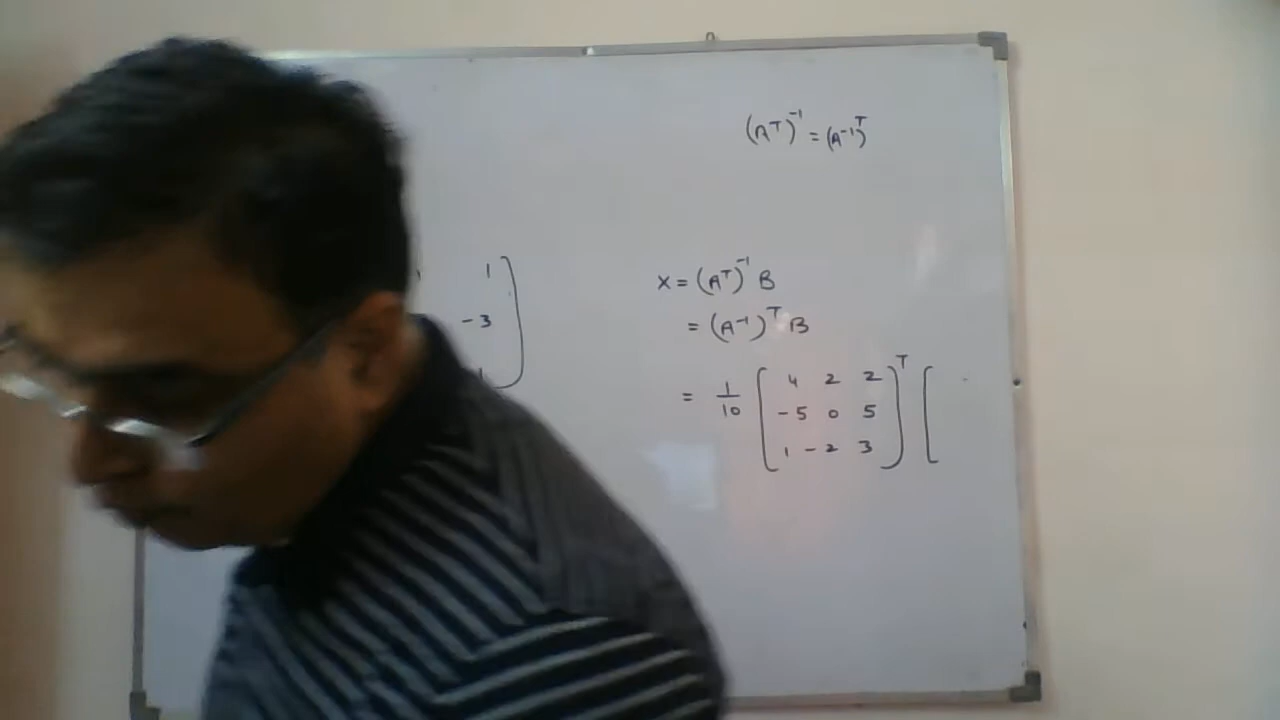 (Aᵀ)⁻¹ = (A⁻¹)ᵀ
1
-3
X = (Aᵀ)⁻¹ B
= (A⁻¹)ᵀ B
= 1/10 [ 4 2 2
-5 0 5
1 -2 3 ]ᵀ [